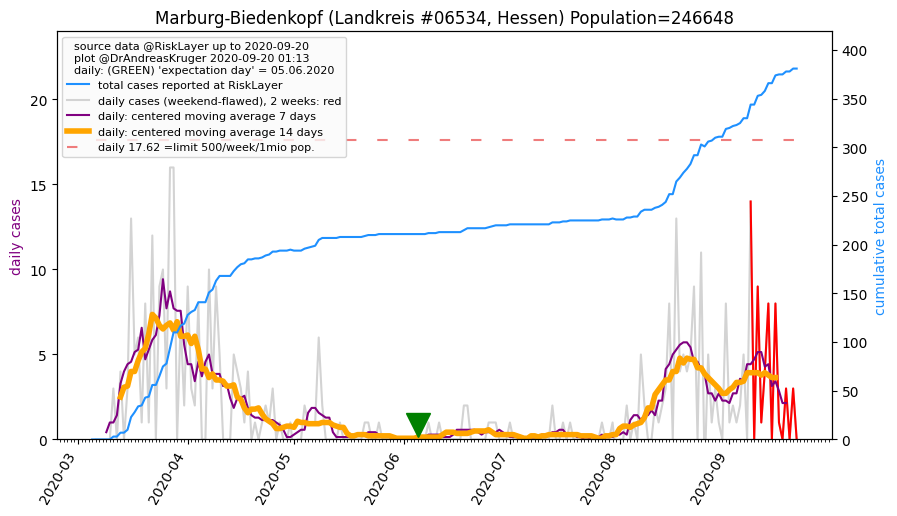 Marburg-Biedenkopf (Landkreis #06534, Hessen) Population=246648
source data @RiskLayer up to 2020-09-20
plot @DrAndreasKruger 2020-09-20 01:13
daily: (GREEN) 'expectation day' = 05.06.2020
total cases reported at RiskLayer
daily cases (weekend-flawed), 2 weeks: red
daily: centered moving average 7 days
daily: centered moving average 14 days
daily 17.62 =limit 500/week/1mio pop.
daily cases
20
15
10
5
0
cumulative total cases
400
350
300
250
200
150
100
50
0
2020-03
2020-04
2020-05
2020-06
2020-07
2020-08
2020-09